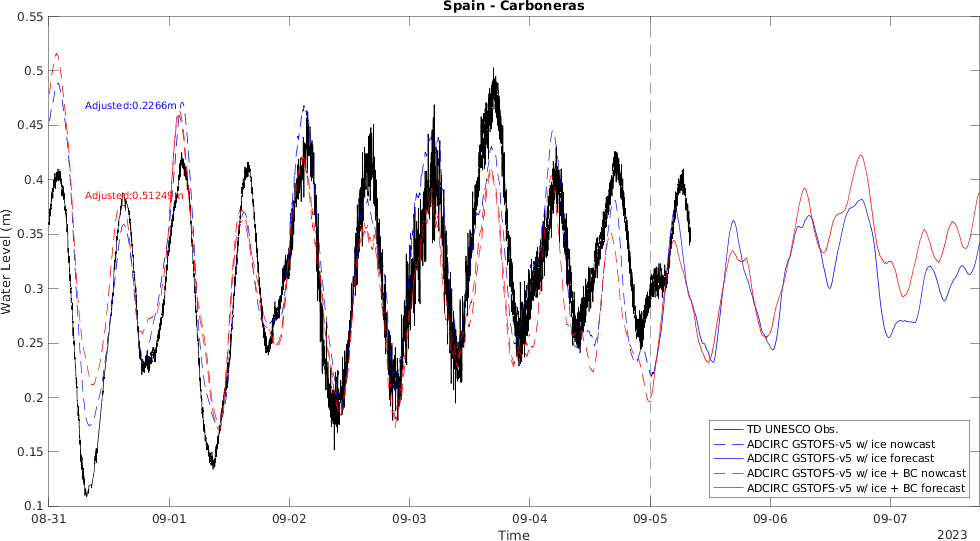 Spain - Carboneras
0.55
0.5
0.45
0.4
0.35
0.3
0.25
0.2
0.15
0.1
Water Level (m)
Adjusted:0.2266m
Adjusted:0.51249m
TD UNESCO Obs.
ADCIRC GSTOFS-v5 w/ ice nowcast
ADCIRC GSTOFS-v5 w/ ice forecast
ADCIRC GSTOFS-v5 w/ ice + BC nowcast
ADCIRC GSTOFS-v5 w/ ice + BC forecast
08-31 09-01 09-02 09-03 09-04 09-05 09-06 09-07
Time
2023